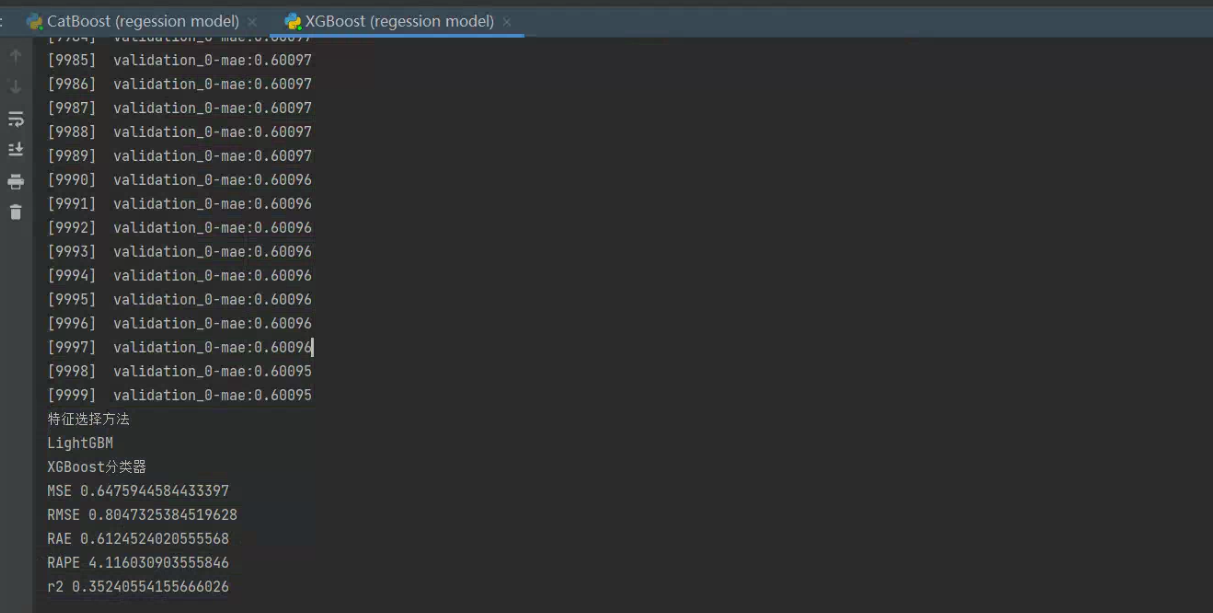 CatBoost (regession model) × XGBoost (regession model) ×
[9984] validation_0-mae:0.60097
[9985] validation_0-mae:0.60097
[9986] validation_0-mae:0.60097
[9987] validation_0-mae:0.60097
[9988] validation_0-mae:0.60097
[9989] validation_0-mae:0.60097
[9990] validation_0-mae:0.60096
[9991] validation_0-mae:0.60096
[9992] validation_0-mae:0.60096
[9993] validation_0-mae:0.60096
[9994] validation_0-mae:0.60096
[9995] validation_0-mae:0.60096
[9996] validation_0-mae:0.60096
[9997] validation_0-mae:0.60096
[9998] validation_0-mae:0.60095
[9999] validation_0-mae:0.60095
特征选择方法
LightGBM
XGBoost分类器
MSE 0.6475944584433397
RMSE 0.8047325384519628
RAE 0.6124524020555568
RAPE 4.116030903555846
r2 0.35240554155666026